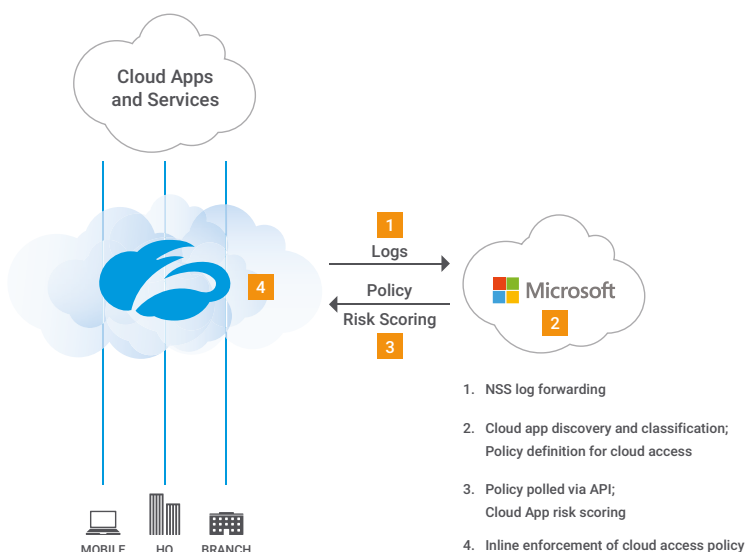 Cloud Apps
and Services
1
Logs
Policy
Risk Scoring
3
4
Microsoft
2
1. NSS log forwarding
2. Cloud app discovery and classification;
Policy definition for cloud access
3. Policy polled via API;
Cloud App risk scoring
4. Inline enforcement of cloud access policy
MOBILE HQ BRANCH